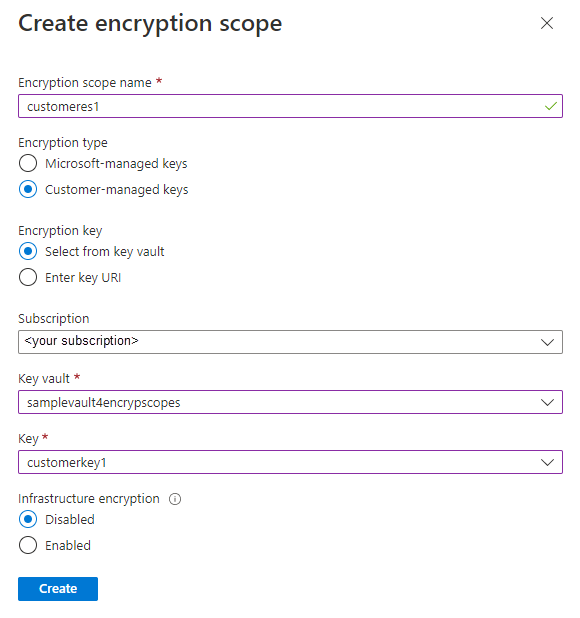 Create encryption scope
Encryption scope name *
customeres1
Encryption type
Microsoft-managed keys
Customer-managed keys
Encryption key
Select from key vault
Enter key URI
Subscription
<your subscription>
Key vault *
samplevault4encrypscopes
Key *
customerkey1
Infrastructure encryption
Disabled
Enabled
Create